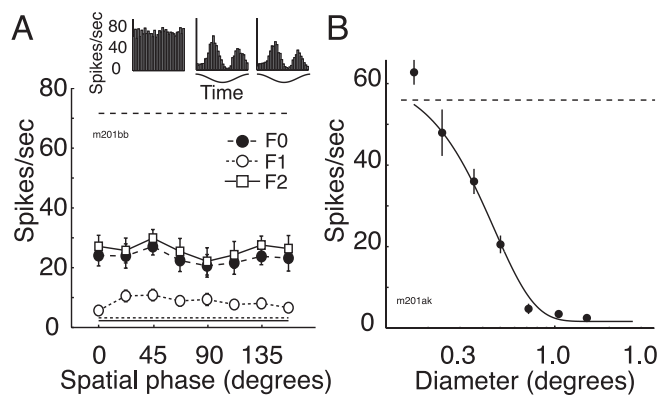 A
B
Spikes/sec
80
40
0
Time
Spikes/sec
80
60
40
20
0
m201bb
F0
F1
F2
0 45 90 135
Spatial phase (degrees)
Spikes/sec
60
40
20
0
m201ak
0.3 1.0 1.0
Diameter (degrees)